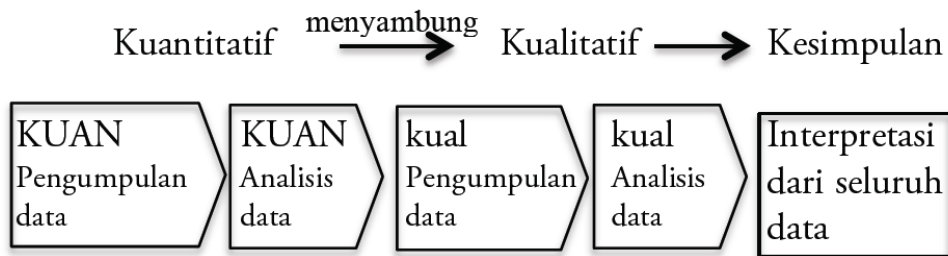 Kuantitatif menyambung Kualitatif Kesimpulan
KUAN
Pengumpulan
data
KUAN
Analisis
data
kual
Pengumpulan
data
kual
Analisis
data
Interpretasi
dari seluruh
data